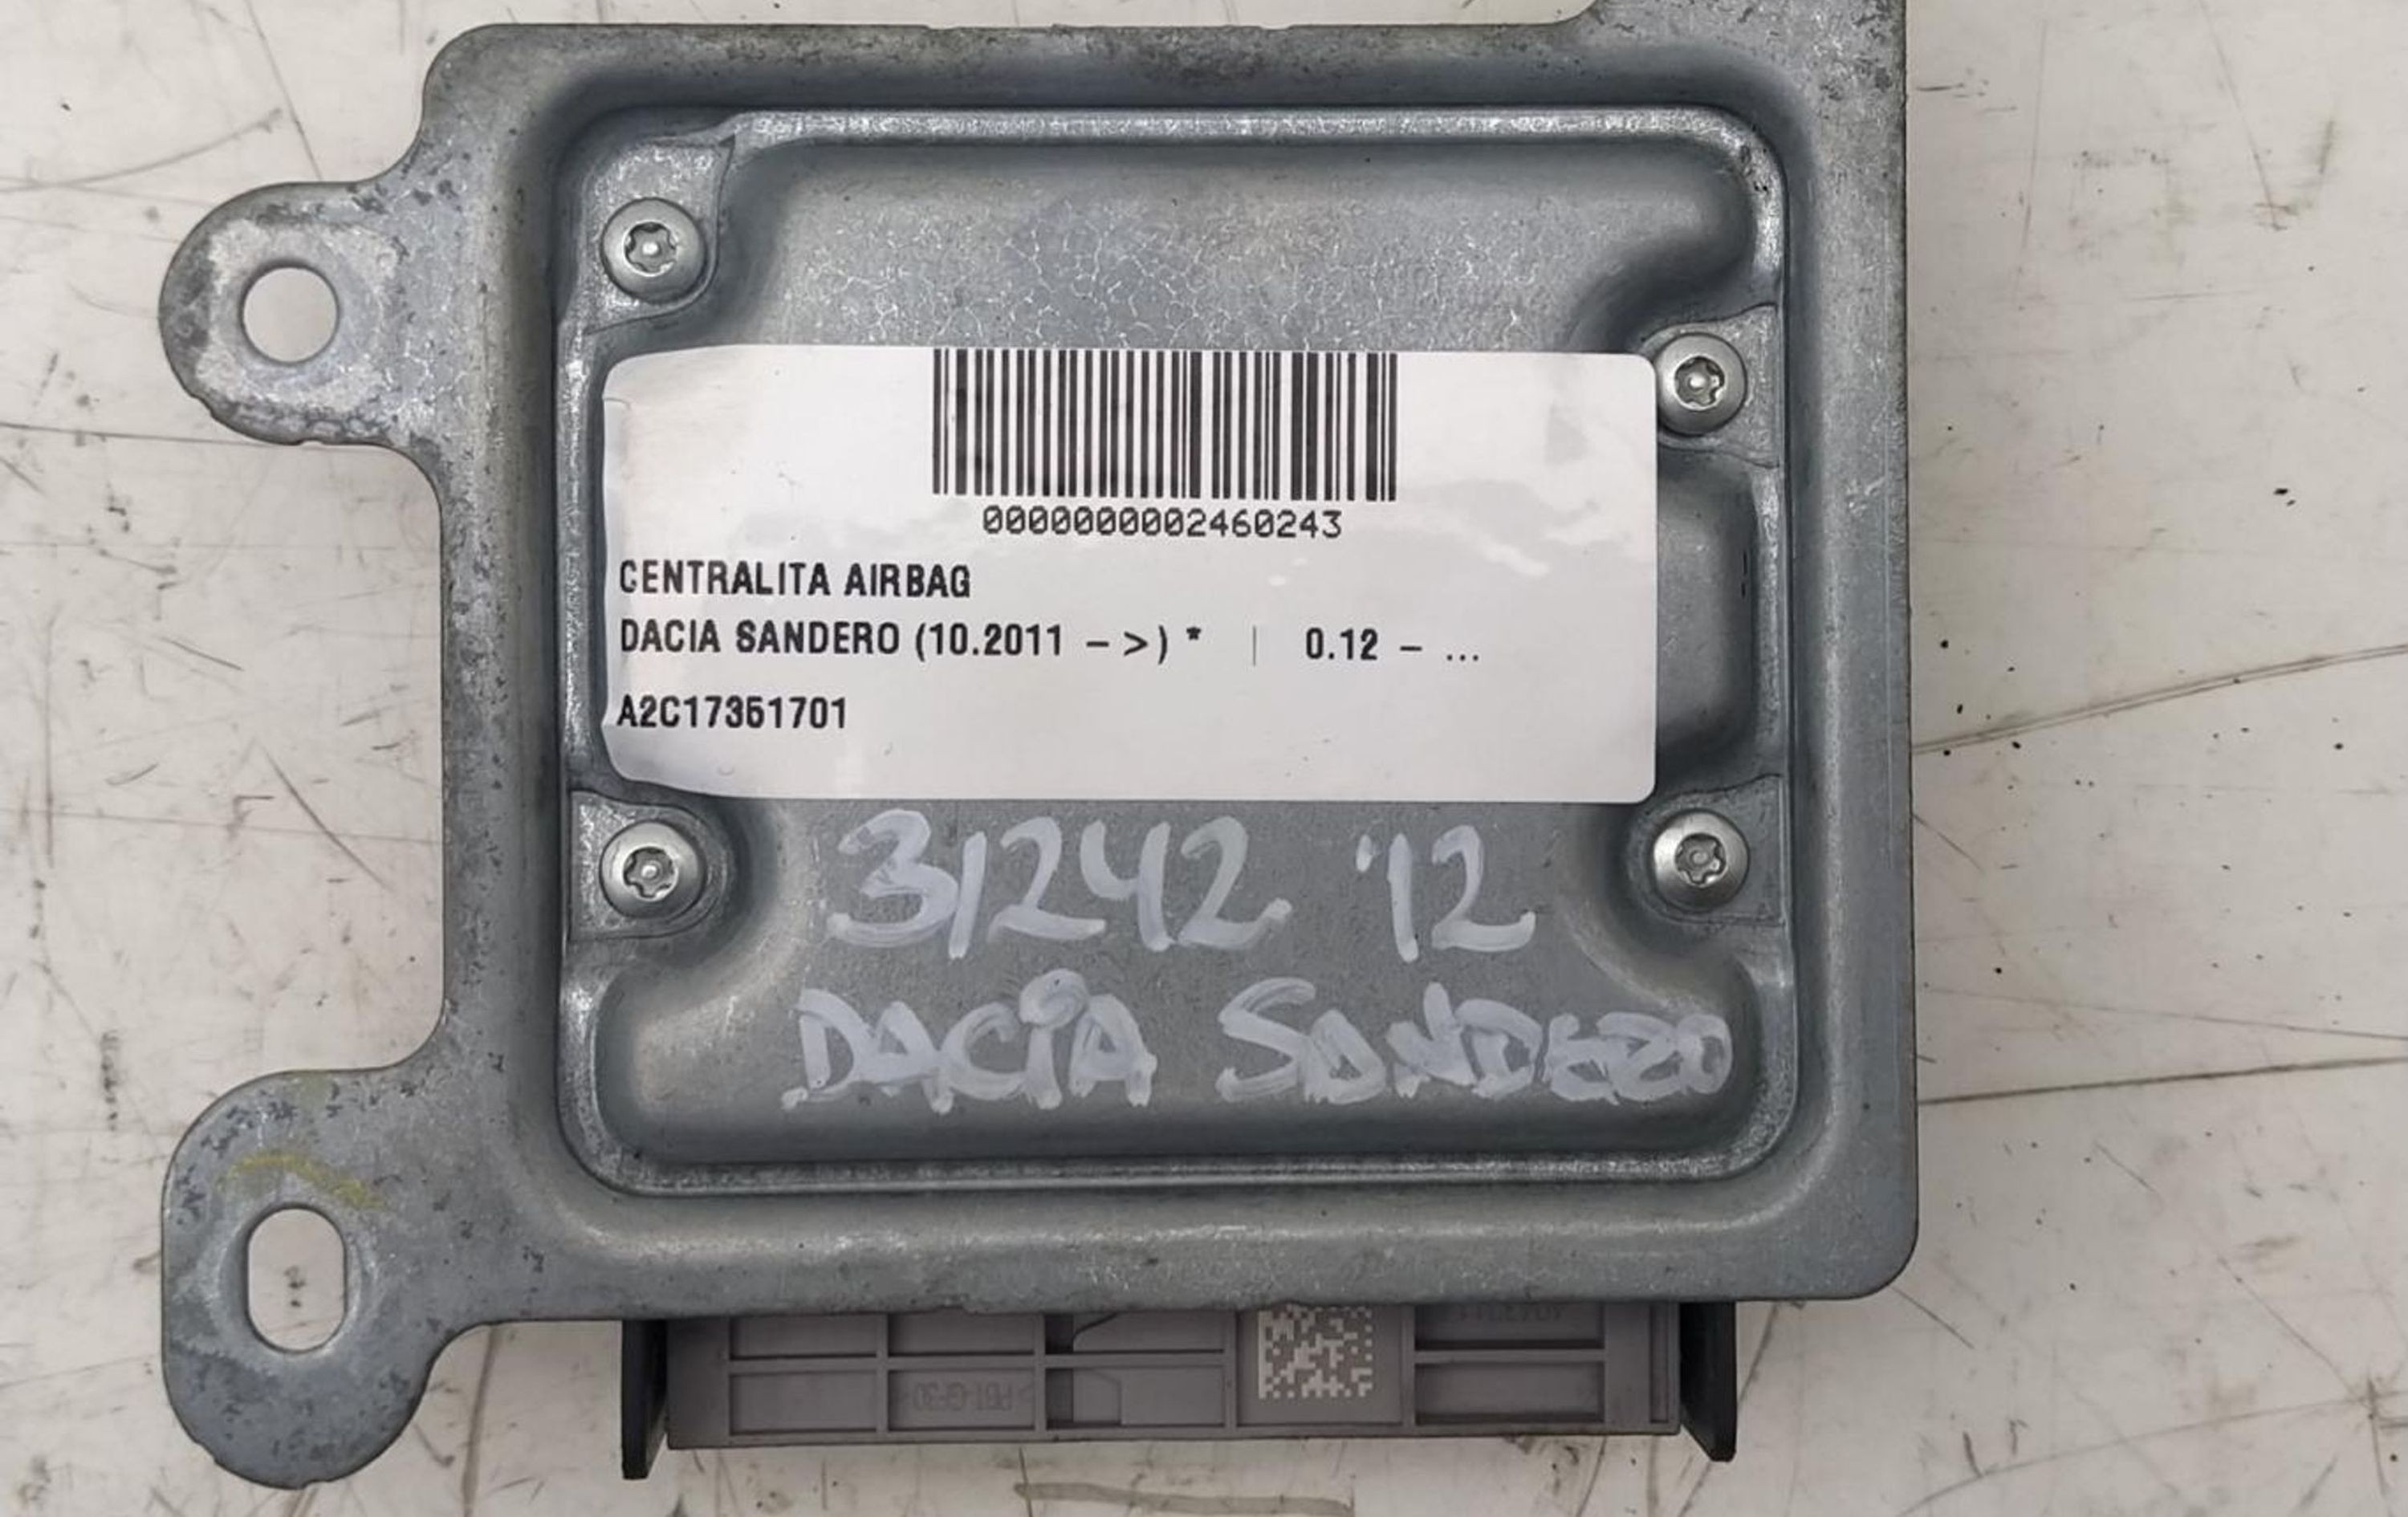 0000000002460243
CENTRALITA AIRBAG
DACIA SANDERO (10.2011 - >) * | 0.12 - ...
A2C17351701
31242 '12
DACIA SANDERO